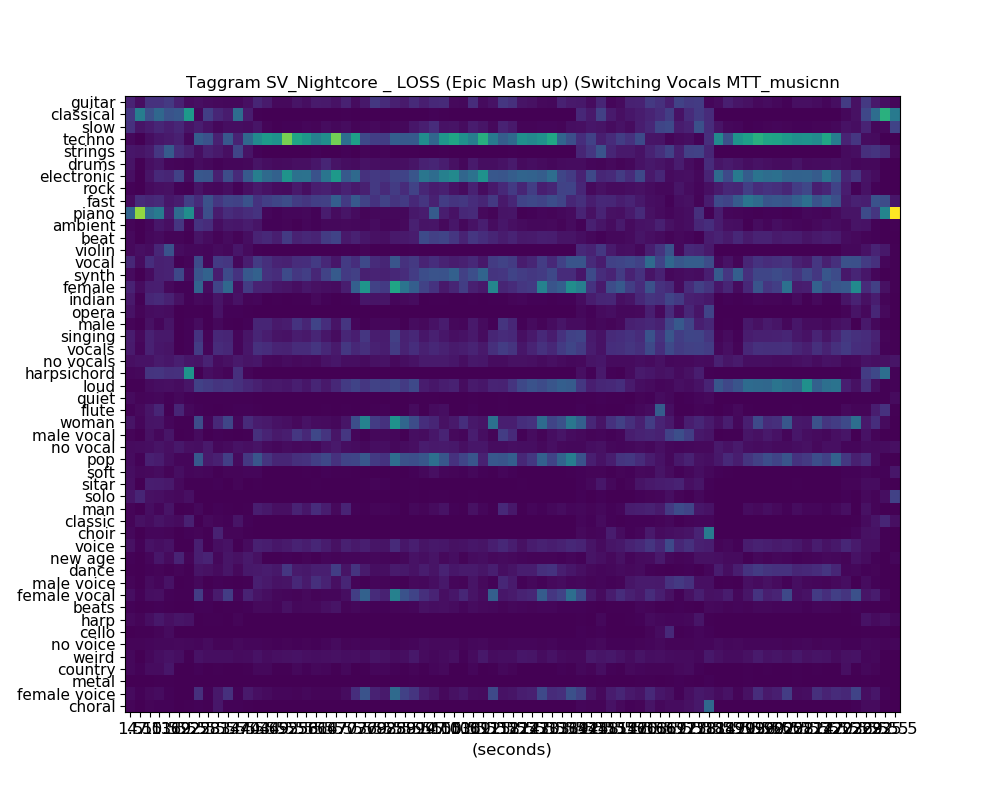 Taggram SV_Nightcore _ LOSS (Epic Mash up) (Switching Vocals MTT_musicnn
guitar
classical
slow
techno
strings
drums
electronic
rock
fast
piano
ambient
beat
violin
vocal
synth
female
indian
opera
male
singing
vocals
no vocals
harpsichord
loud
quiet
flute
woman
male vocal
no vocal
pop
soft
sitar
solo
man
classic
choir
voice
new age
dance
male voice
female vocal
beats
harp
cello
no voice
weird
country
metal
female voice
choral
(seconds)